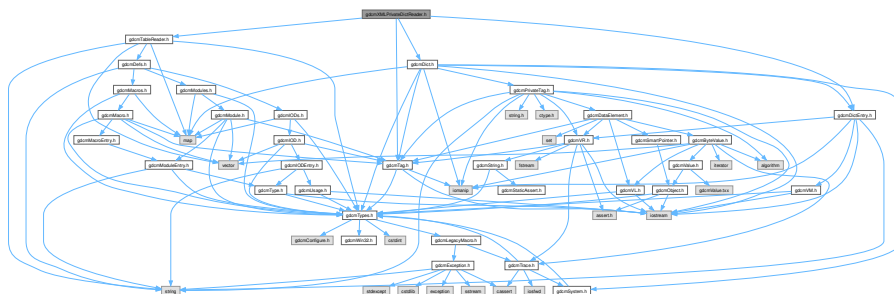 gdcmXMLPrivateDictReader.h
gdcmTableReader.h
gdcmDefs.h
gdcmDict.h
gdcmMacros.h
gdcmModules.h
gdcmPrivateTag.h
gdcmMacro.h
gdcmModule.h
gdcmIODs.h
string.h
ctype.h
gdcmDataElement.h
gdcmDictEntry.h
gdcmMacroEntry.h
map
gdcmIOD.h
set
gdcmVR.h
gdcmSmartPointer.h
gdcmByteValue.h
gdcmModuleEntry.h
vector
gdcmIODEntry.h
gdcmTag.h
gdcmString.h
fstream
gdcmValue.h
iterator
algorithm
gdcmType.h
gdcmUsage.h
iomanip
gdcmStaticAssert.h
gdcmVL.h
gdcmObject.h
gdcmValue.txx
gdcmVM.h
gdcmTypes.h
assert.h
iostream
gdcmConfigure.h
gdcmWin32.h
cstdint
gdcmLegacyMacro.h
gdcmException.h
gdcmTrace.h
string
stdexcept
cstdlib
exception
sstream
cassert
iosfwd
gdcmSystem.h